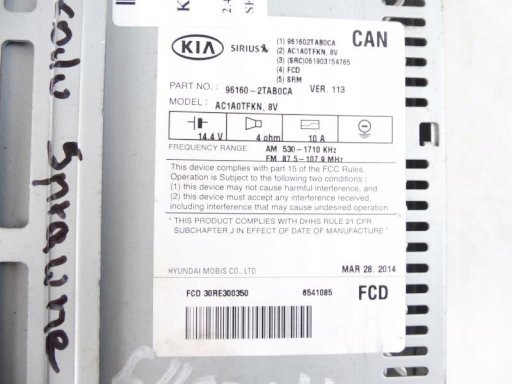 KIA SIRIUS
(1) 961602TAB0CA
(2) AC1A0TFKN, 8V
(3) (SRC)061903154765
(4) FCD
(5) SRM
CAN
PART NO. : 96160-2TAB0CA VER. 113
MODEL : AC1A0TFKN, 8V
14.4 V 4 ohm 10 A
FREQUENCY RANGE AM 530-1710 KHz
FM 87.5-107.9 MHz
This device complies with part 15 of the FCC Rules
Operation is Subject to the following two conditions :
(1) this device may not cause harmful interference, and
(2) this device must accept any interference received,
including interference that may cause undesired operation
" THIS PRODUCT COMPLIES WITH DHHS RULE 21 CFR
SUBCHAPTER J IN EFFECT OF DATE OF MANUFACTURE "
HYUNDAI MOBIS CO., LTD MAR 28. 2014
FCD 30RE300350 6541085 FCD